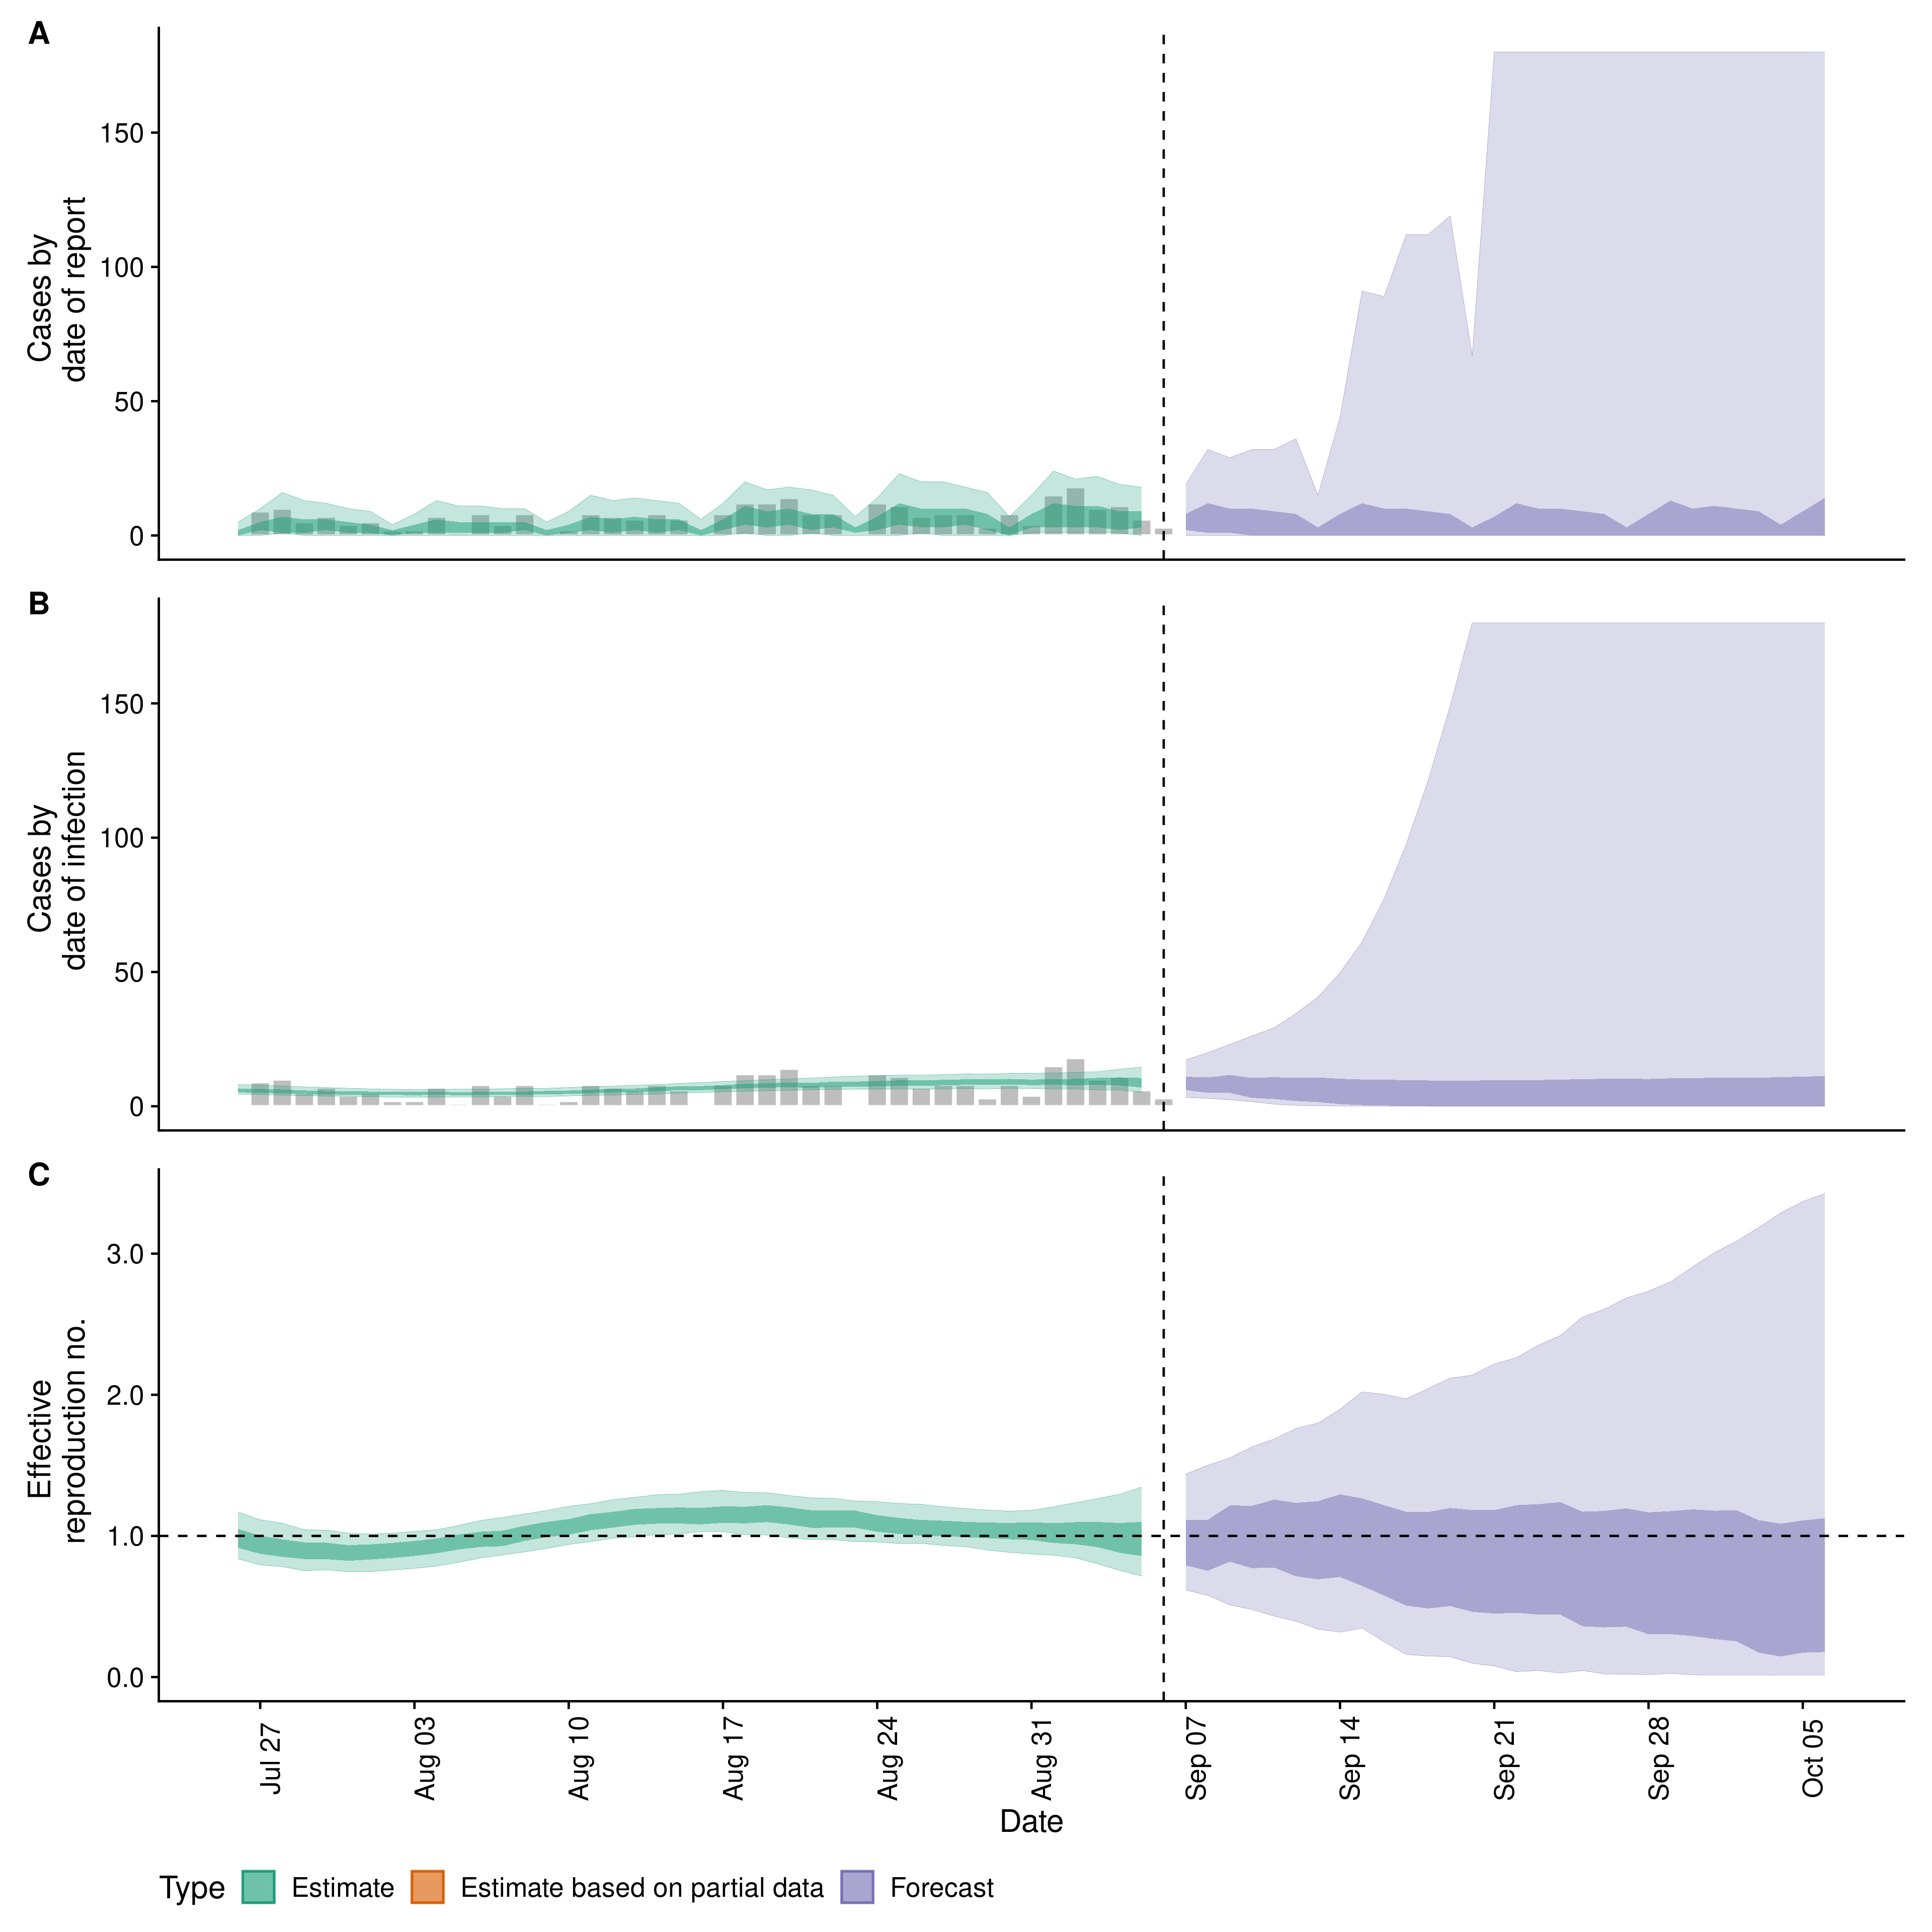 A
Cases by
date of report
150
100
50
0
B
Cases by
date of infection
150
100
50
0
C
Effective
reproduction no.
3.0
2.0
1.0
0.0
Jul 27
Aug 03
Aug 10
Aug 17
Aug 24
Aug 31
Sep 07
Sep 14
Sep 21
Sep 28
Oct 05
Date
Type Estimate Estimate based on partial data Forecast